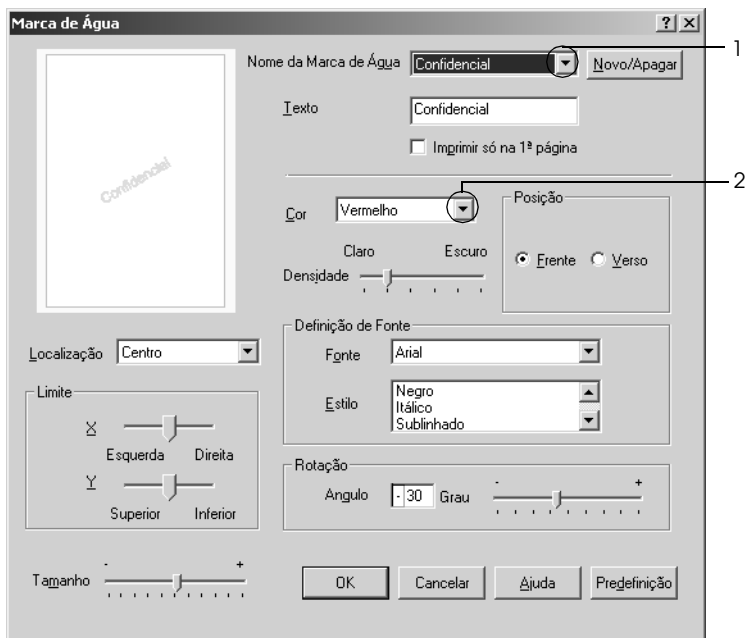 Marca de Água
1
Nome da Marca de Água Confidencial Novo/Apagar
Texto Confidencial
Imprimir só na 1ª página
Confidencial
2
Cor Vermelho
Posição
Claro Escuro
Frente Verso
Densidade
Definição de Fonte
Localização Centro
Fonte Arial
Limite
Estilo Negro
Itálico
Sublinhado
X
Esquerda Direita
Y
Superior Inferior
Rotação
Angulo -30 Grau - +
Tamanho - +
OK Cancelar Ajuda Predefinição